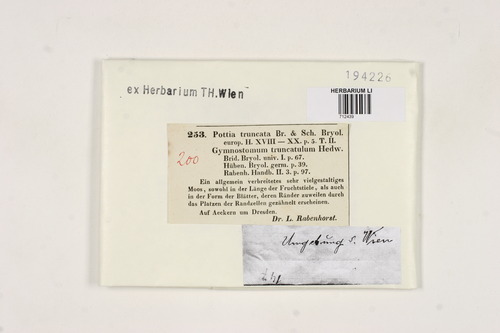 194226
ex Herbarium TH.Wien
HERBARIUM LI
712439
253. Pottia truncata Br. & Sch. Bryol.
europ. H. XVIII — XX. p. 5. T. II.
Gymnostomum truncatulum Hedw.
Brid. Bryol. univ. I. p. 67.
Hüben. Bryol. germ. p. 39.
Rabenh. Handb. II. 3. p. 97.
200
Ein allgemein verbreitetes sehr vielgestaltiges
Moos, sowohl in der Länge der Fruchtstiele, als auch
in der Form der Blätter, deren Ränder zuweilen durch
das Platzen der Randzellen gezähnelt erscheinen.
Auf Aeckern um Dresden.
Dr. L. Rabenhorst.
Umgebung v. Wien